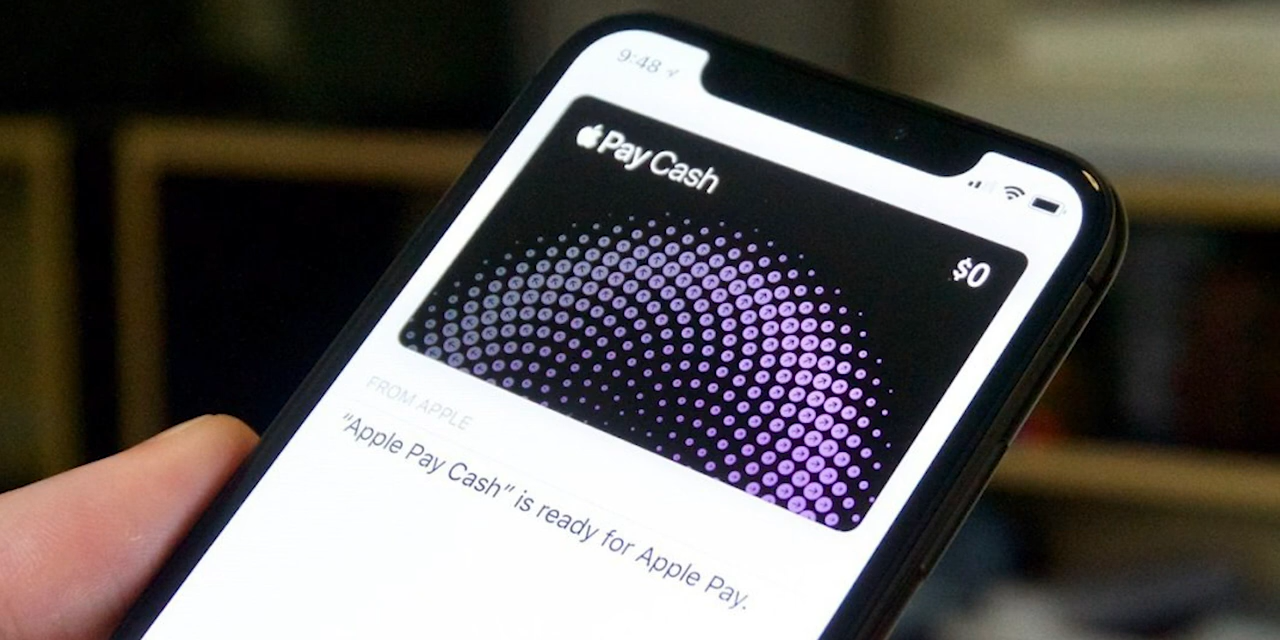 9:48
Pay Cash
$0
FROM APPLE
"Apple Pay Cash" is ready for Apple Pay.